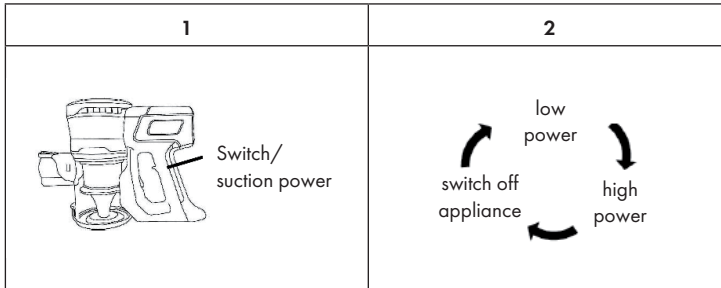 1
2
Switch/
suction power
low
power
high
power
switch off
appliance